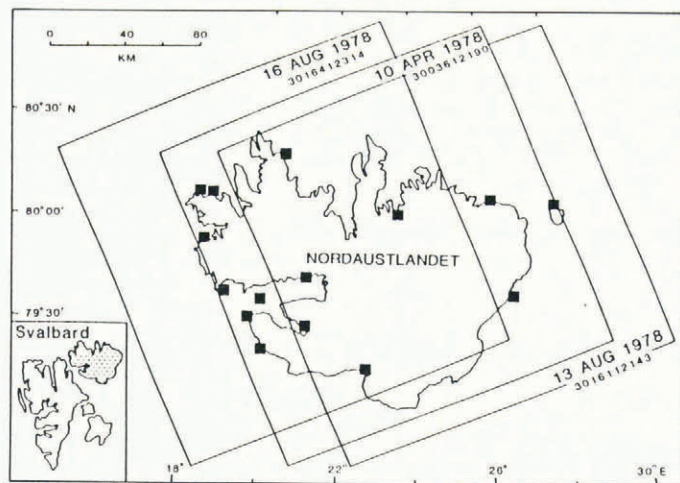 0 40 80
KM
16 AUG 1978
3016412314
10 APR 1978
3003612190
80°30' N
80°00'
NORDAUSTLANDET
79°30'
Svalbard
13 AUG 1978
3016112143
18°
22°
26°
30°E